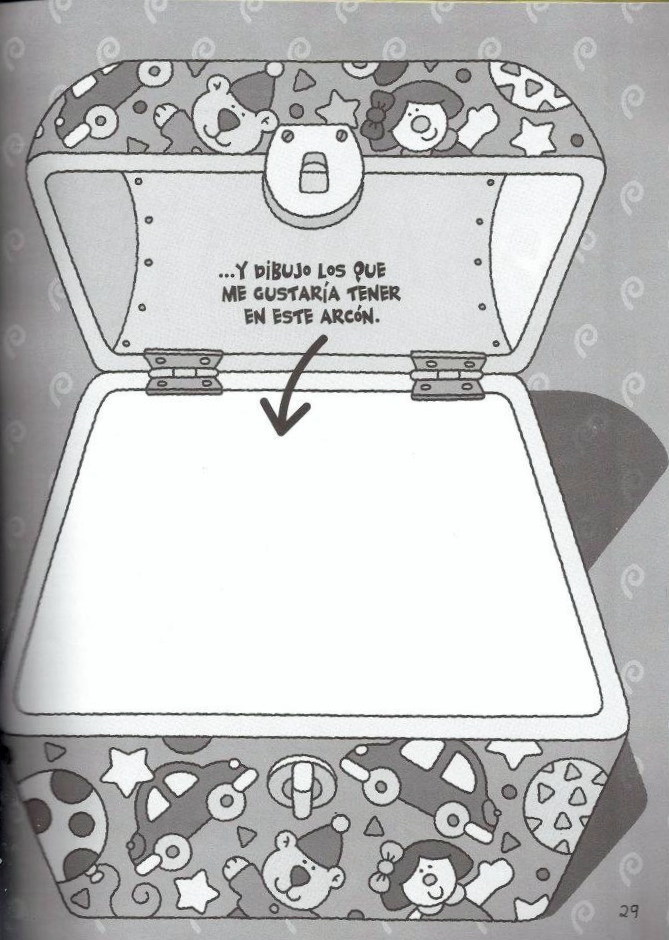 ...Y DIBUJO LOS QUE
ME GUSTARÍA TENER
EN ESTE ARCÓN.
29